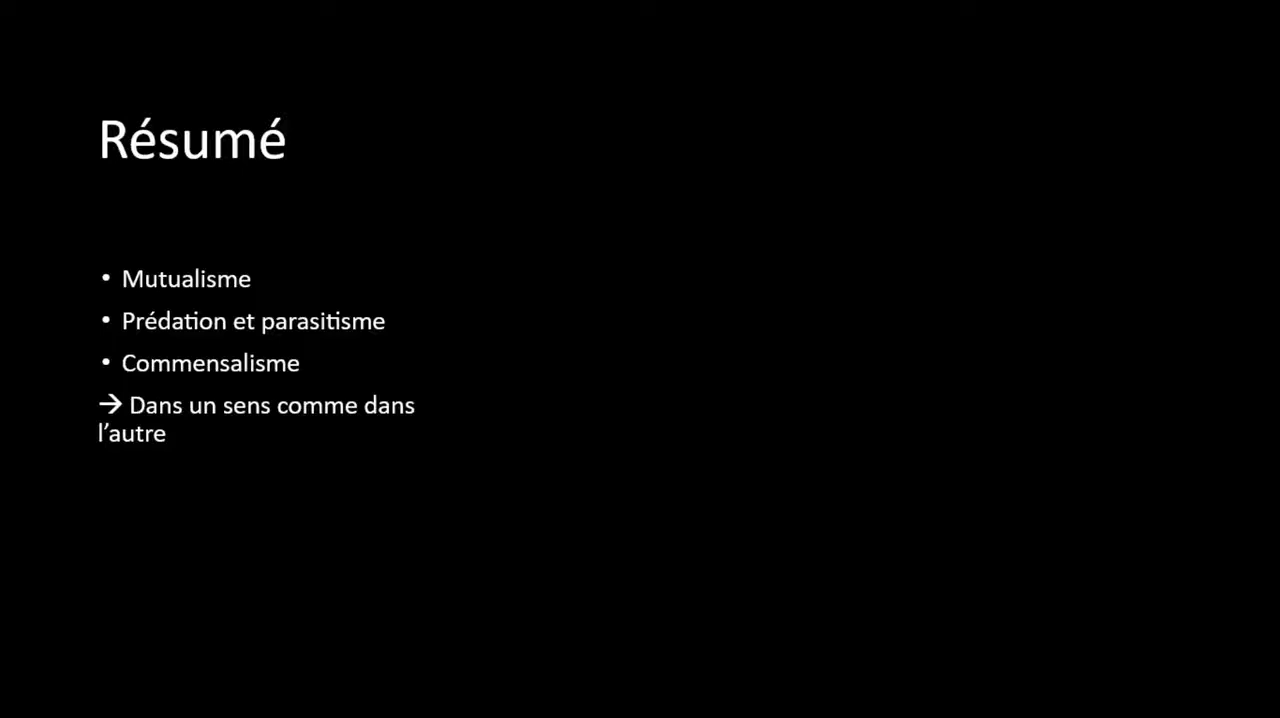 Résumé
• Mutualisme
• Prédation et parasitisme
• Commensalisme
→ Dans un sens comme dans
l’autre